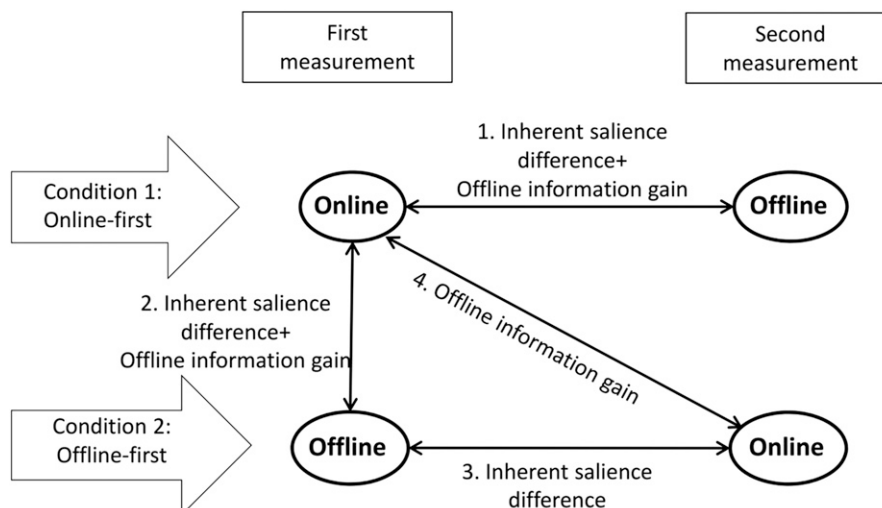 First
measurement
Second
measurement
1. Inherent salience
difference+
Offline information gain
Condition 1:
Online-first
Online
Offline
2. Inherent salience
difference+
Offline information gain
4. Offline information gain
Condition 2:
Offline-first
Offline
Online
3. Inherent salience
difference